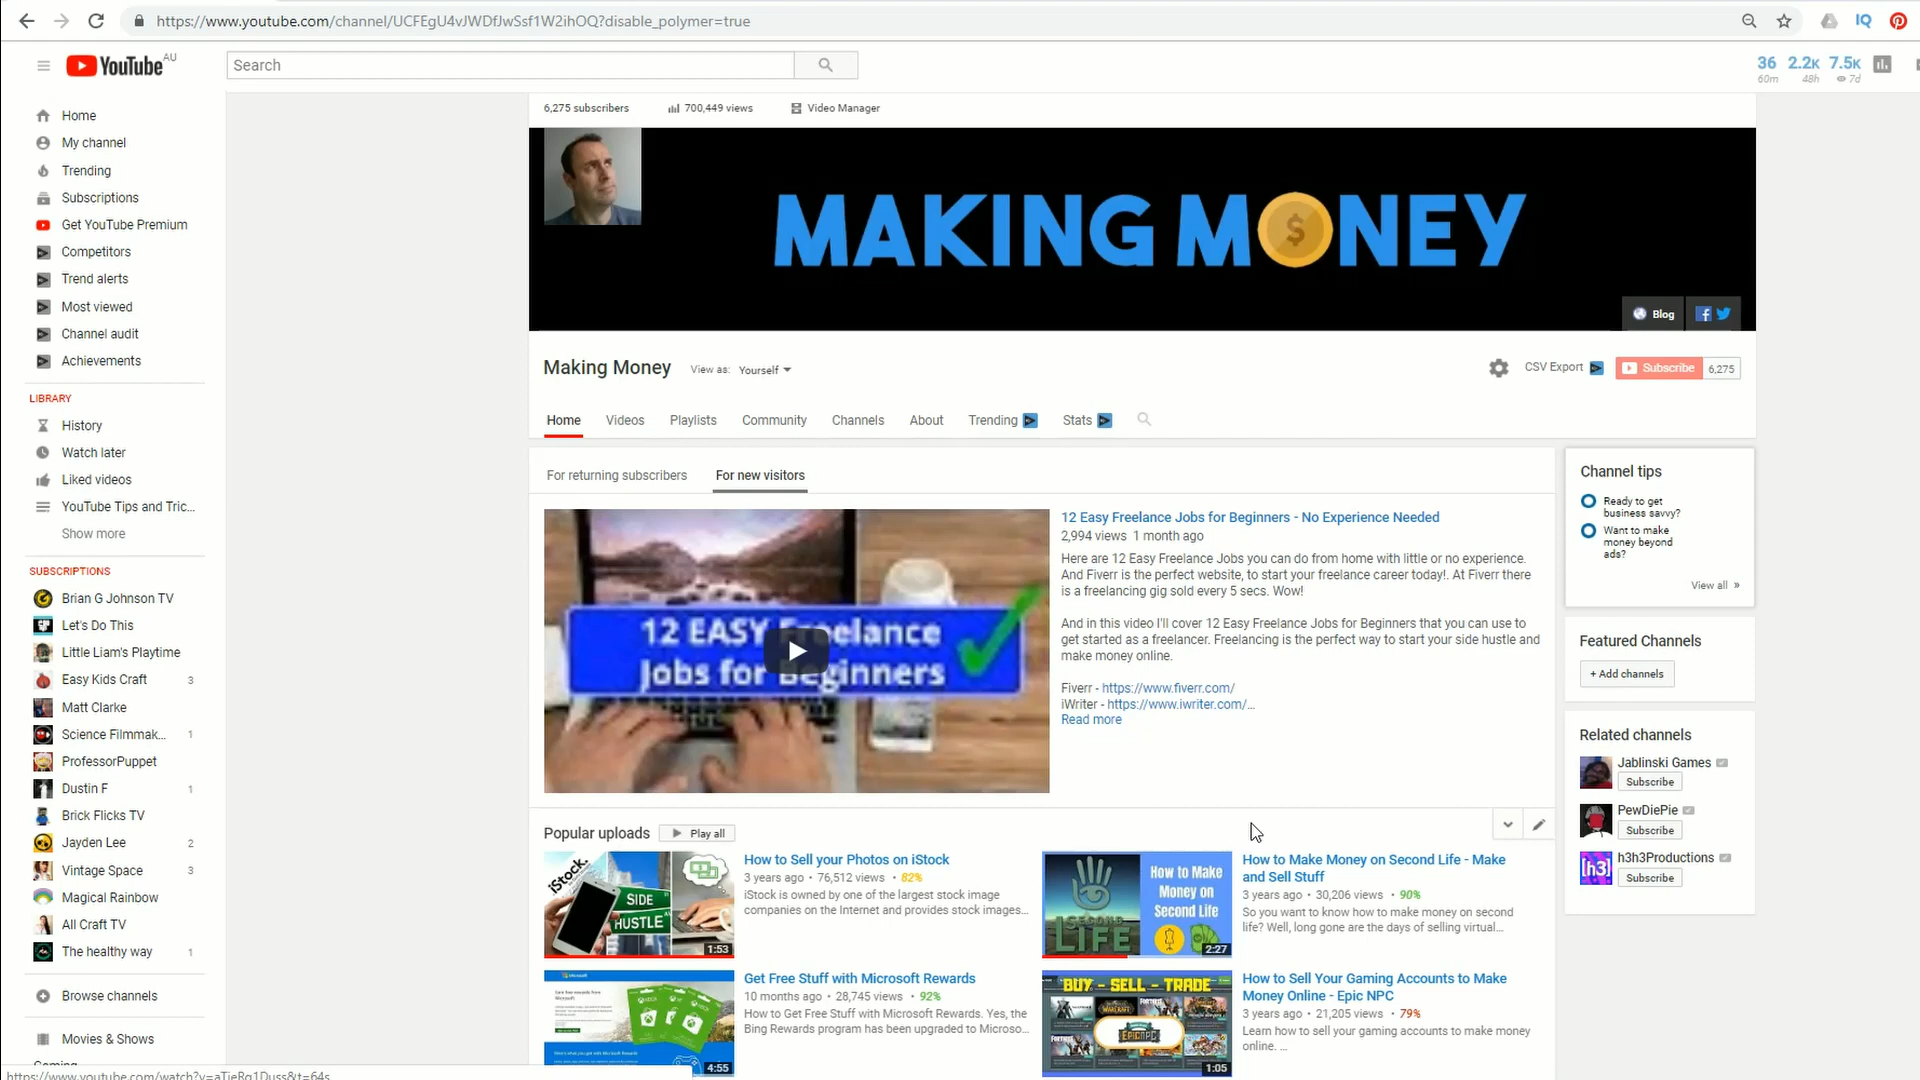 https://www.youtube.com/channel/UCFEgU4vJWDfJwSsf1W2ihOQ?disable_polymer=true
YouTube AU
Search
36 2.2K 7.5K
60m 48h 7d
Home
My channel
Trending
Subscriptions
Get YouTube Premium
Competitors
Trend alerts
Most viewed
Channel audit
Achievements
LIBRARY
History
Watch later
Liked videos
YouTube Tips and Tric...
Show more
SUBSCRIPTIONS
Brian G Johnson TV
Let's Do This
Little Liam's Playtime
Easy Kids Craft 3
Matt Clarke
Science Filmmak... 1
ProfessorPuppet
Dustin F 1
Brick Flicks TV
Jayden Lee 2
Vintage Space 3
Magical Rainbow
All Craft TV
The healthy way 1
Browse channels
Movies & Shows
6,275 subscribers 700,449 views Video Manager
MAKING M$NEY
Blog
Making Money View as: Yourself
CSV Export Subscribe 6,275
Home Videos Playlists Community Channels About Trending Stats
For returning subscribers For new visitors
12 EASY Freelance
Jobs for Beginners
12 Easy Freelance Jobs for Beginners - No Experience Needed
2,994 views 1 month ago
Here are 12 Easy Freelance Jobs you can do from home with little or no experience.
And Fiverr is the perfect website, to start your freelance career today!. At Fiverr there
is a freelancing gig sold every 5 secs. Wow!
And in this video I'll cover 12 Easy Freelance Jobs for Beginners that you can use to
get started as a freelancer. Freelancing is the perfect way to start your side hustle and
make money online.
Fiverr - https://www.fiverr.com/
iWriter - https://www.iwriter.com/...
Read more
Popular uploads Play all
iStock.
SIDE
HUSTLE
1:53
How to Sell your Photos on iStock
3 years ago • 76,512 views • 82%
iStock is owned by one of the largest stock image
companies on the Internet and provides stock images...
SECOND
LIFE
How to Make
Money on
Second Life
2:27
How to Make Money on Second Life - Make
and Sell Stuff
3 years ago • 30,206 views • 90%
So you want to know how to make money on second
life? Well, long gone are the days of selling virtual...
4:55
Get Free Stuff with Microsoft Rewards
10 months ago • 28,745 views • 92%
How to Get Free Stuff with Microsoft Rewards. Yes, the
Bing Rewards program has been upgraded to Microso...
BUY - SELL - TRADE
EPICNPC
1:05
How to Sell Your Gaming Accounts to Make
Money Online - Epic NPC
3 years ago • 21,205 views • 79%
Learn how to sell your gaming accounts to make money
online. ...
Channel tips
Ready to get
business savvy?
Want to make
money beyond
ads?
View all »
Featured Channels
+ Add channels
Related channels
Jablinski Games
Subscribe
PewDiePie
Subscribe
h3h3Productions
[h3]
Subscribe